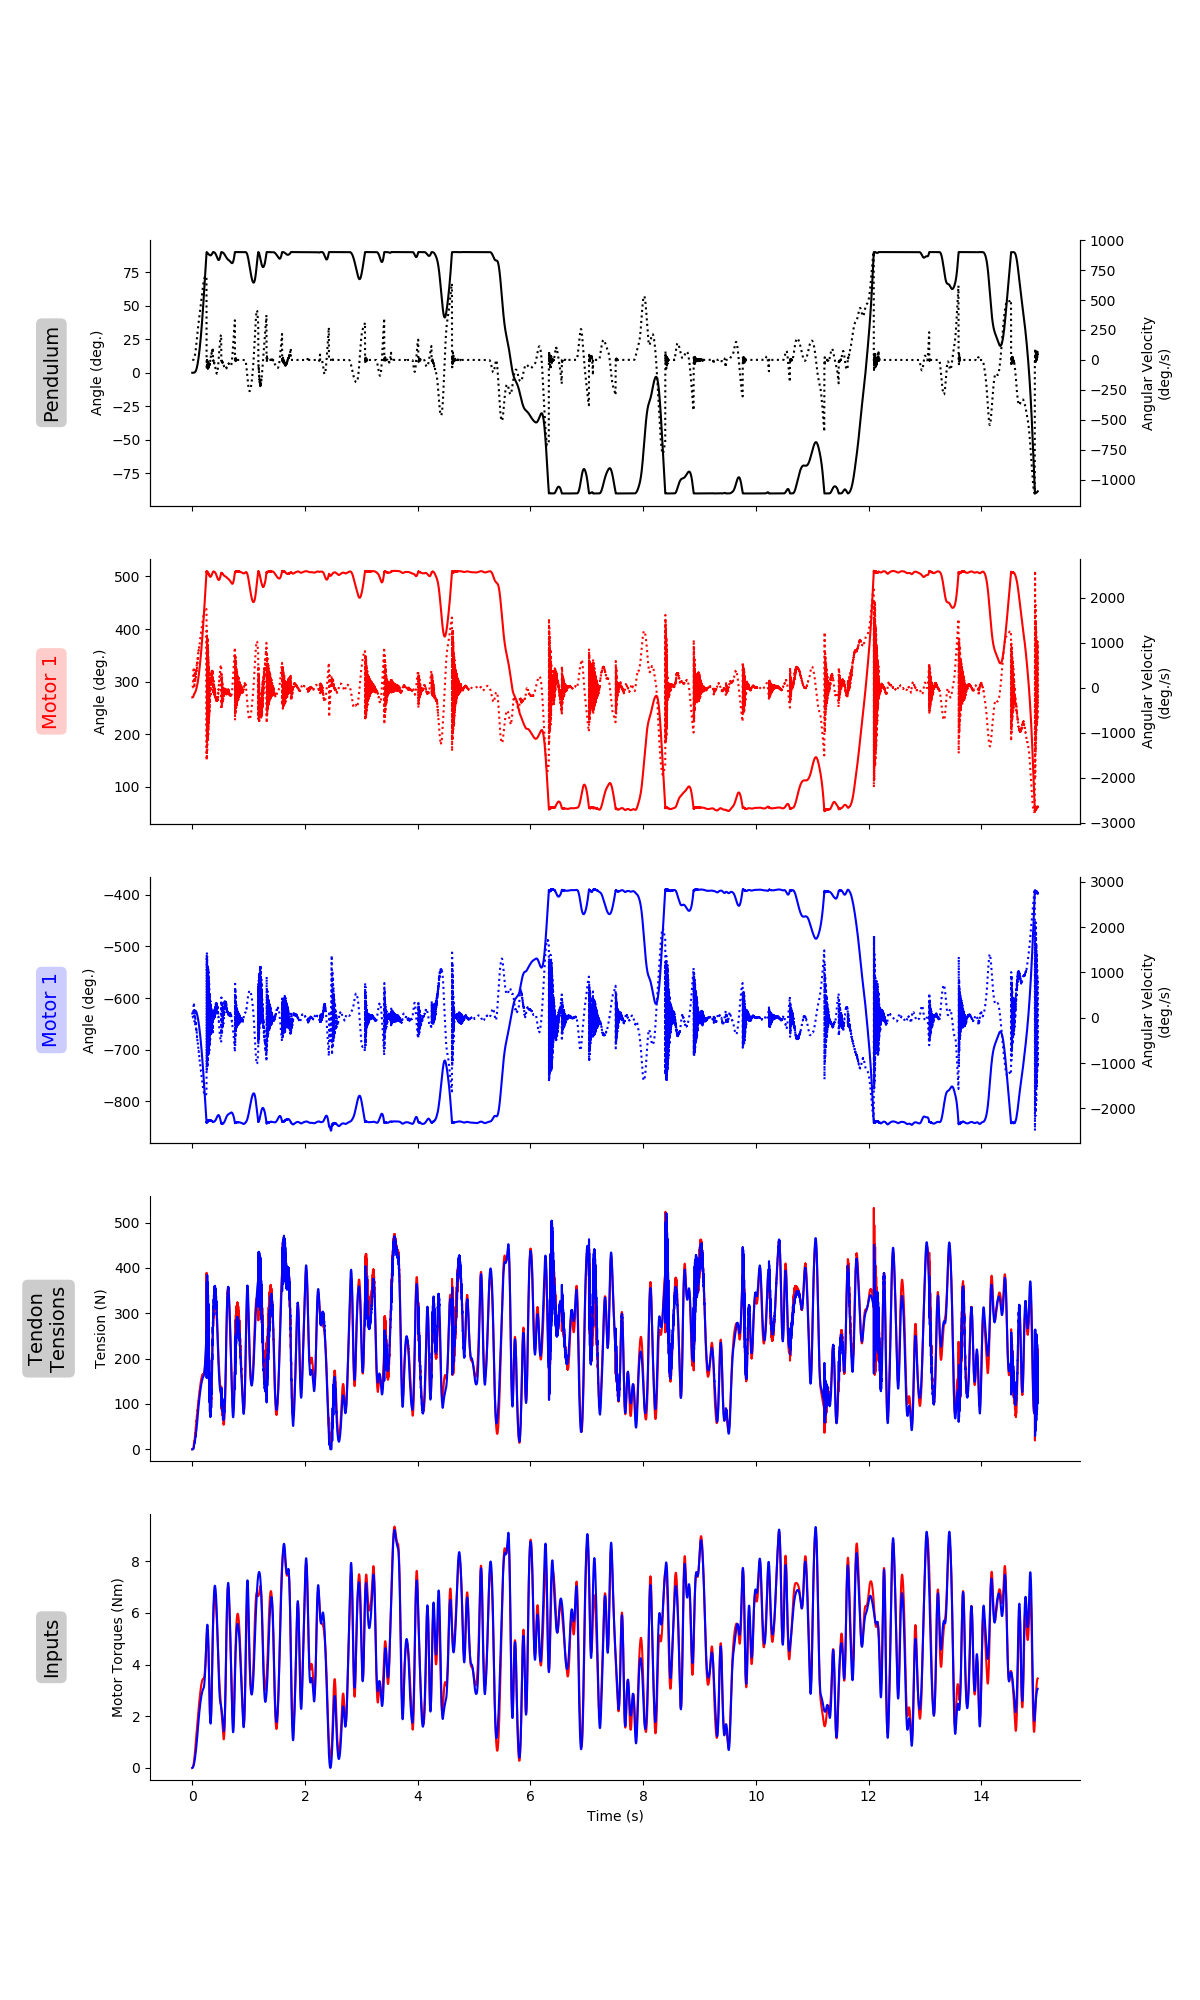 Pendulum
Angle (deg.)
75
50
25
0
−25
−50
−75
1000
750
500
250
0
−250
−500
−750
−1000
Angular Velocity
(deg./s)
Motor 1
Angle (deg.)
500
400
300
200
100
2000
1000
0
−1000
−2000
−3000
Angular Velocity
(deg./s)
Motor 1
Angle (deg.)
−400
−500
−600
−700
−800
3000
2000
1000
0
−1000
−2000
Angular Velocity
(deg./s)
Tendon
Tensions
Tension (N)
500
400
300
200
100
0
Inputs
Motor Torques (Nm)
8
6
4
2
0
0 2 4 6 8 10 12 14
Time (s)